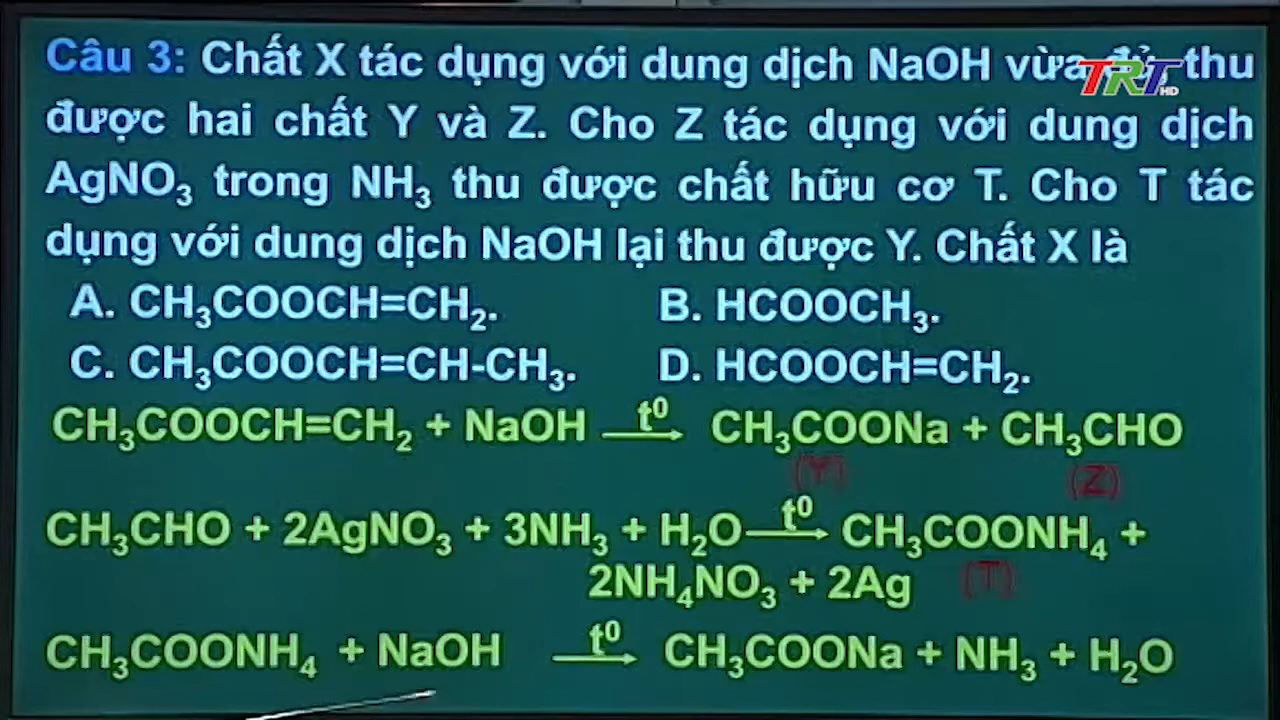 Câu 3: Chất X tác dụng với dung dịch NaOH vừa đủ thu
được hai chất Y và Z. Cho Z tác dụng với dung dịch
AgNO₃ trong NH₃ thu được chất hữu cơ T. Cho T tác
dụng với dung dịch NaOH lại thu được Y. Chất X là
A. CH₃COOCH=CH₂. B. HCOOCH₃.
C. CH₃COOCH=CH-CH₃. D. HCOOCH=CH₂.
TRT HD
CH₃COOCH=CH₂ + NaOH t⁰ CH₃COONa + CH₃CHO
(Y) (Z)
CH₃CHO + 2AgNO₃ + 3NH₃ + H₂O t⁰ CH₃COONH₄ +
2NH₄NO₃ + 2Ag (T)
CH₃COONH₄ + NaOH t⁰ CH₃COONa + NH₃ + H₂O